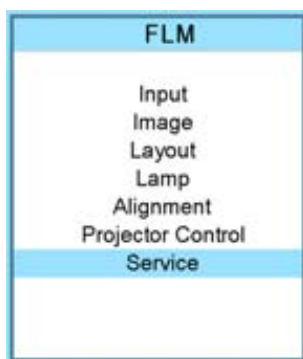 FLM
Input
Image
Layout
Lamp
Alignment
Projector Control
Service